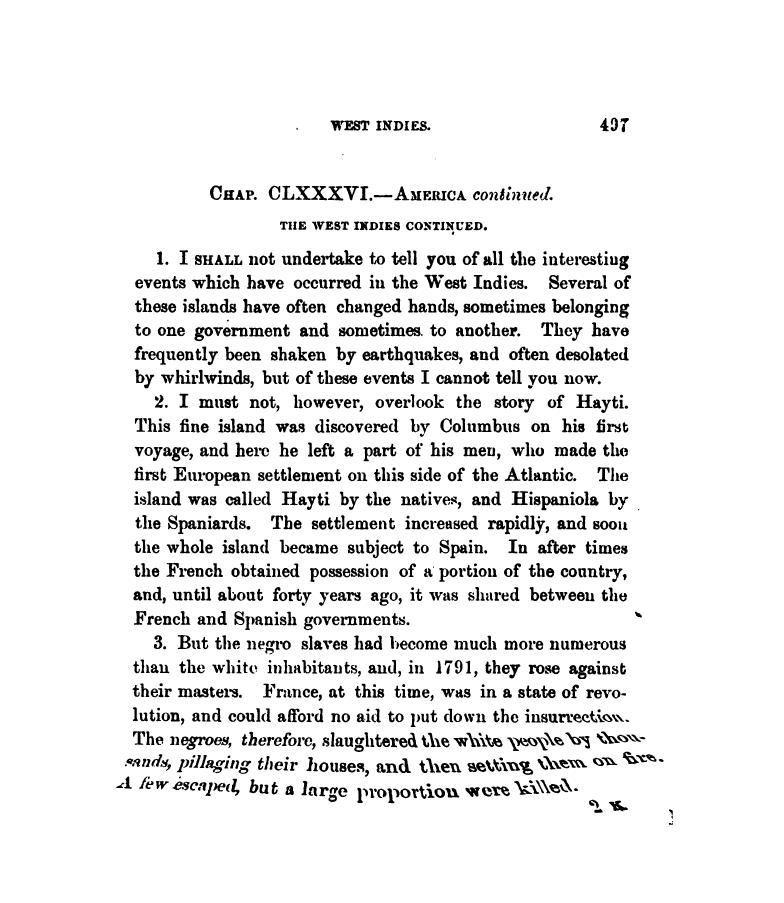 WEST INDIES. 497
CHAP. CLXXXVI.—AMERICA continued.
THE WEST INDIES CONTINUED.
1. I SHALL not undertake to tell you of all the interesting
events which have occurred in the West Indies. Several of
these islands have often changed hands, sometimes belonging
to one government and sometimes to another. They have
frequently been shaken by earthquakes, and often desolated
by whirlwinds, but of these events I cannot tell you now.
2. I must not, however, overlook the story of Hayti.
This fine island was discovered by Columbus on his first
voyage, and here he left a part of his men, who made the
first European settlement on this side of the Atlantic. The
island was called Hayti by the natives, and Hispaniola by
the Spaniards. The settlement increased rapidly, and soon
the whole island became subject to Spain. In after times
the French obtained possession of a portion of the country,
and, until about forty years ago, it was shared between the
French and Spanish governments.
3. But the negro slaves had become much more numerous
than the white inhabitants, and, in 1791, they rose against
their masters. France, at this time, was in a state of revo-
lution, and could afford no aid to put down the insurrection.
The negroes, therefore, slaughtered the white people by thou-
sands, pillaging their houses, and then setting them on fire.
A few escaped, but a large proportion were killed.
2 K